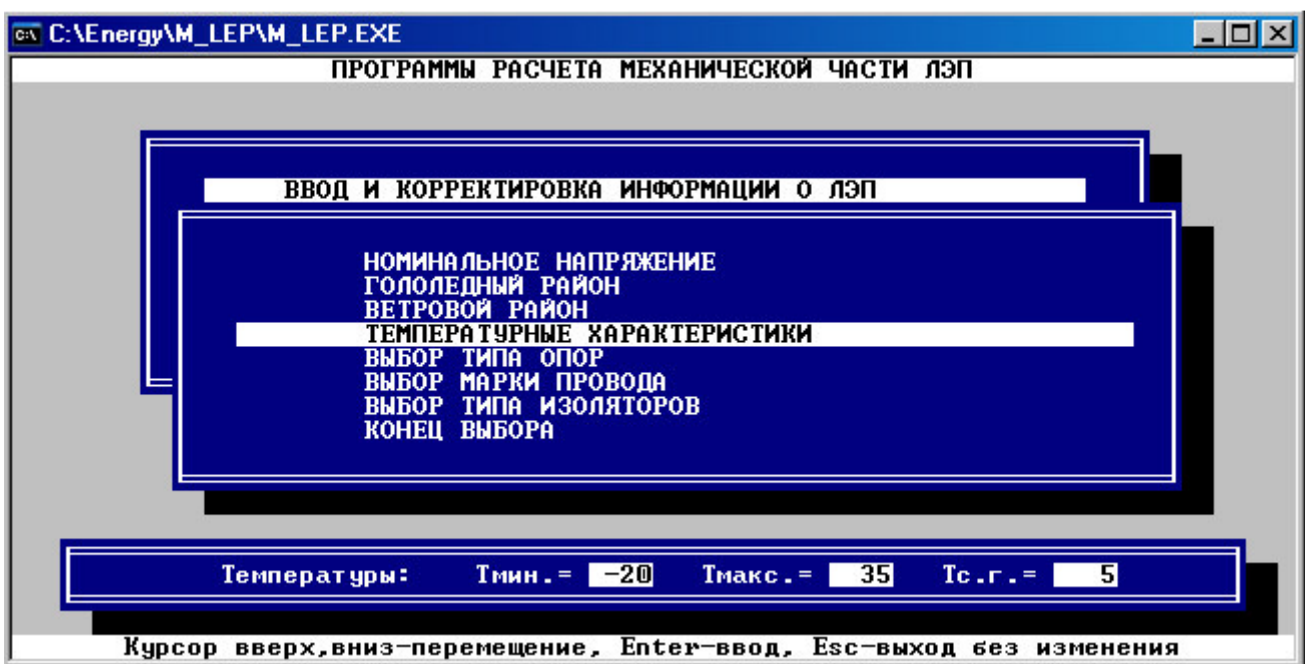 C:\Energy\M_LEP\M_LEP.EXE
ПРОГРАММЫ РАСЧЕТА МЕХАНИЧЕСКОЙ ЧАСТИ ЛЭП
ВВОД И КОРРЕКТИРОВКА ИНФОРМАЦИИ О ЛЭП
НОМИНАЛЬНОЕ НАПРЯЖЕНИЕ
ГОЛОЛЕДНЫЙ РАЙОН
ВЕТРОВОЙ РАЙОН
ТЕМПЕРАТУРНЫЕ ХАРАКТЕРИСТИКИ
ВЫБОР ТИПА ОПОР
ВЫБОР МАРКИ ПРОВОДА
ВЫБОР ТИПА ИЗОЛЯТОРОВ
КОНЕЦ ВЫБОРА
Температуры: Тмин.= -20 Тмакс.= 35 Тс.г.= 5
Курсор вверх,вниз-перемещение, Enter-ввод, Esc-выход без изменения